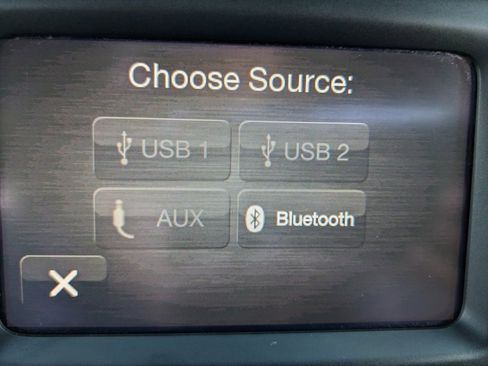 Choose Source:
USB 1
USB 2
AUX
Bluetooth